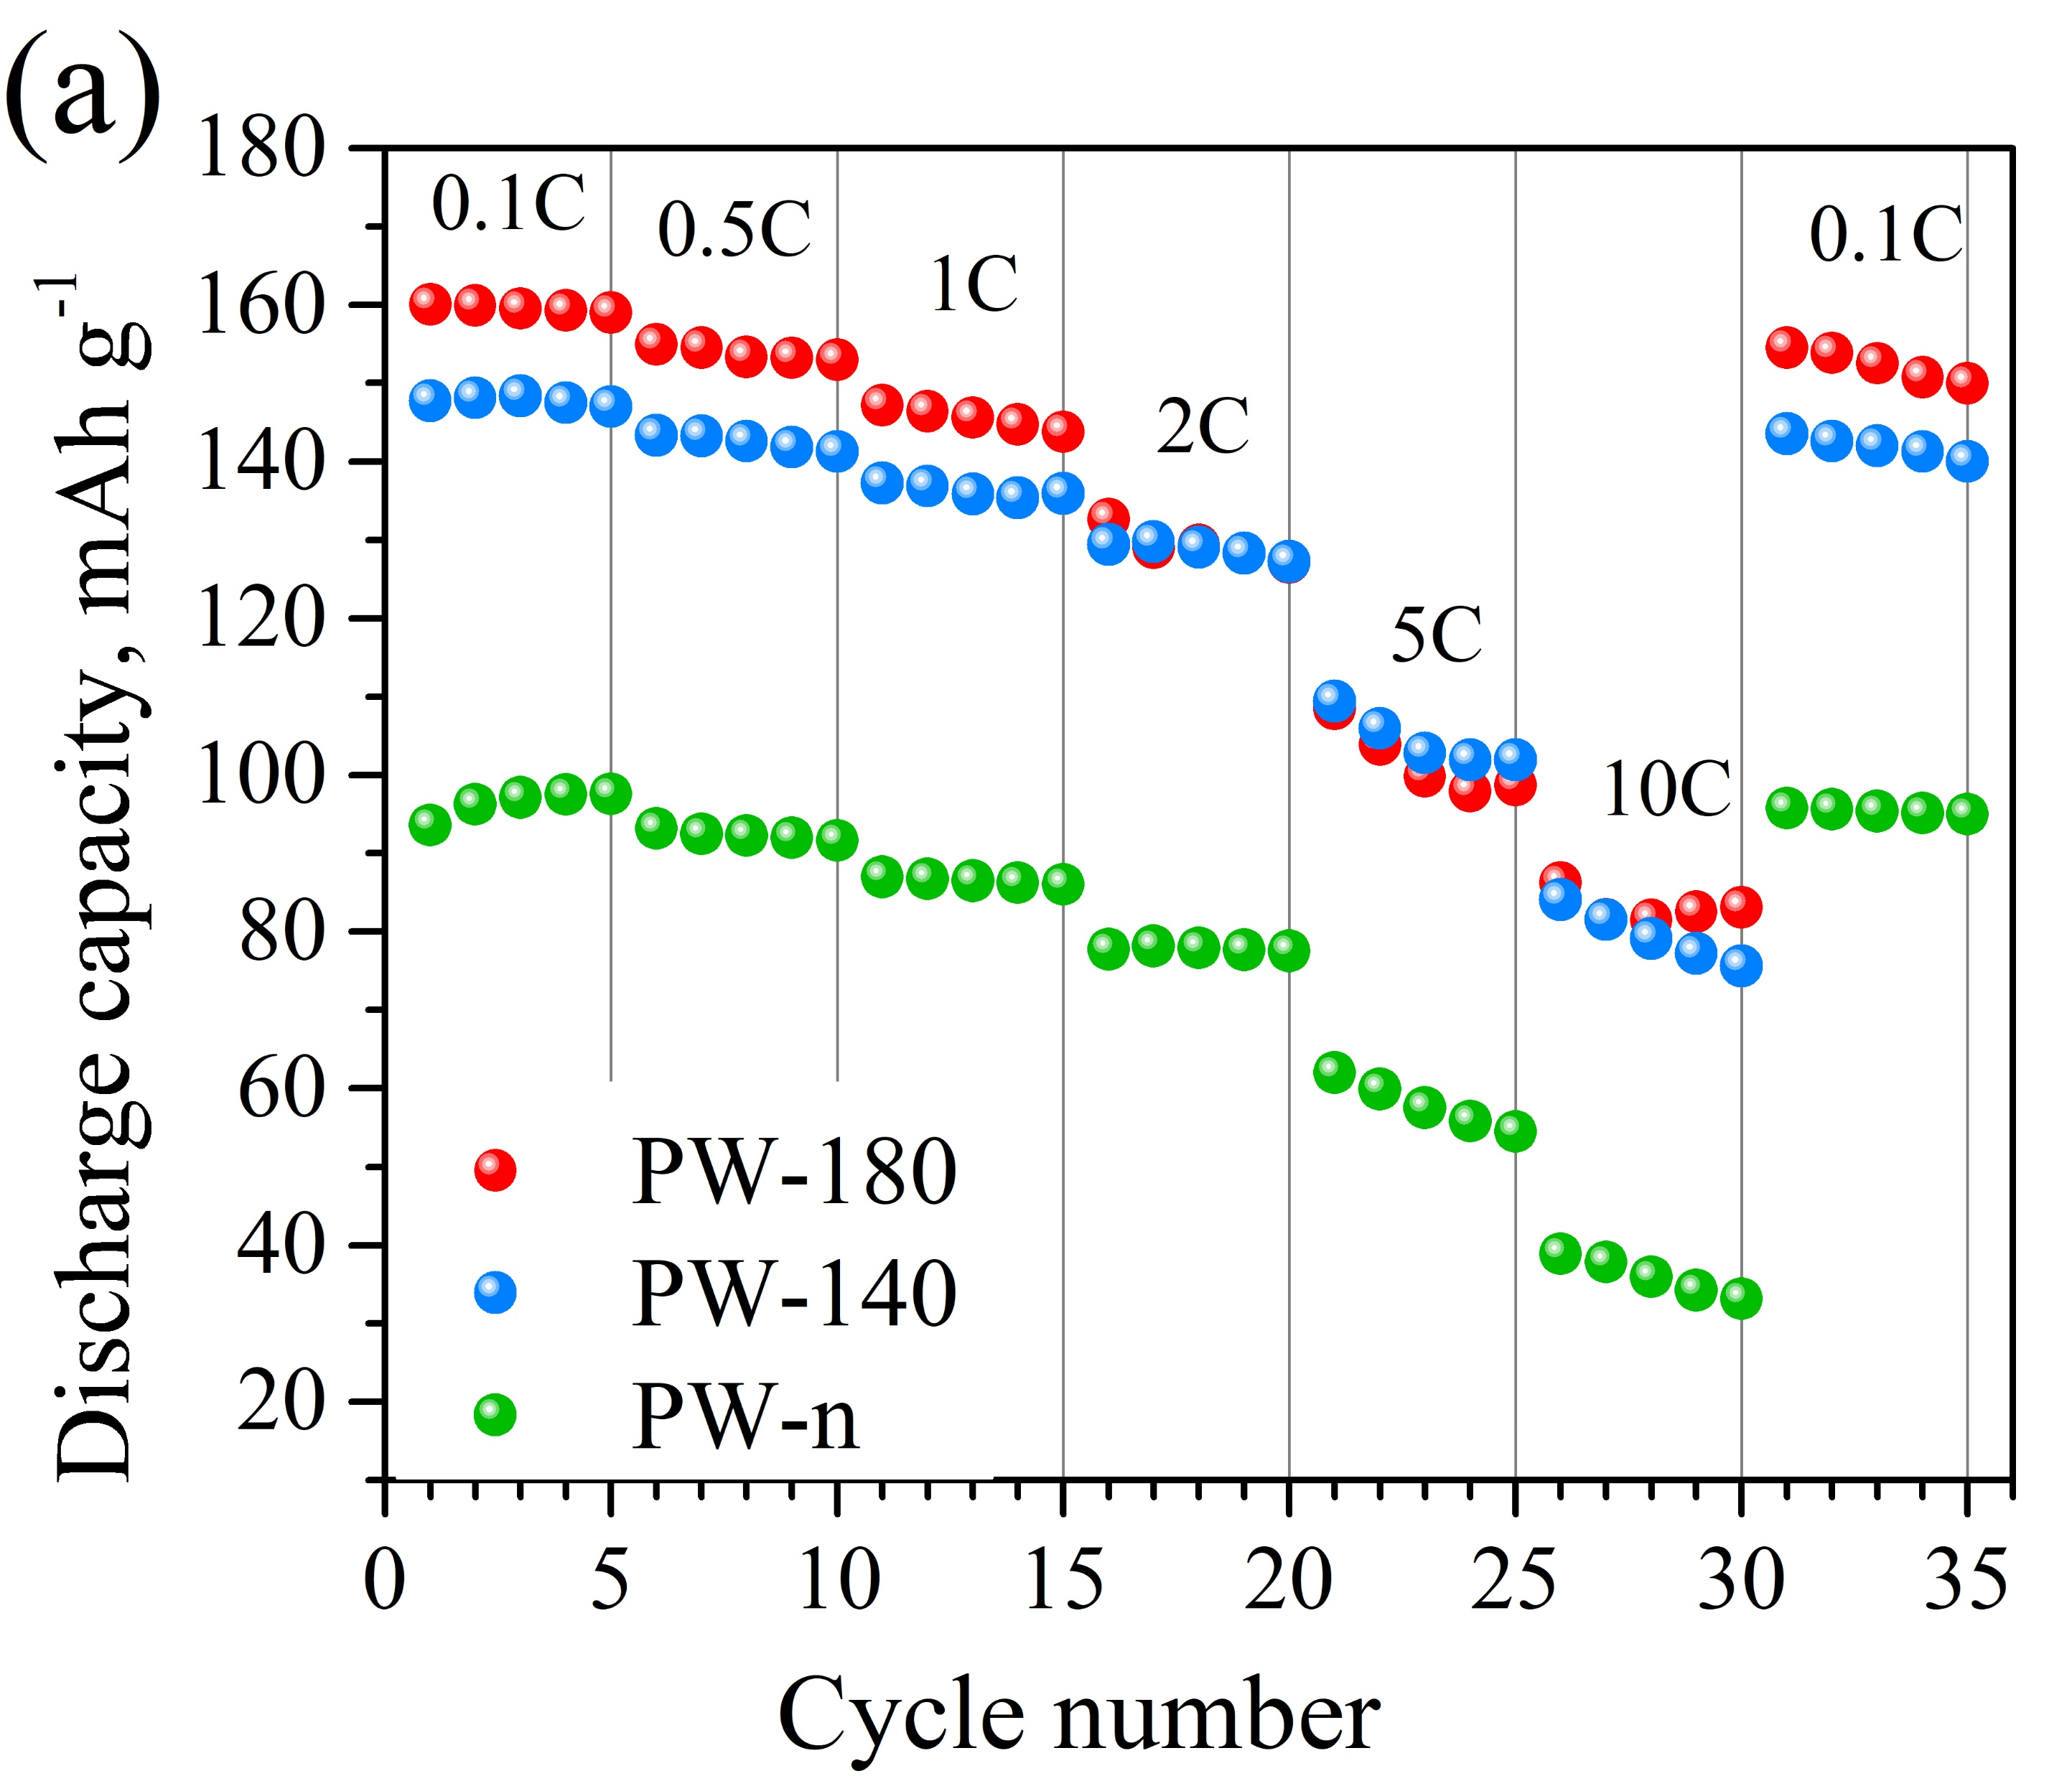 (a)
Discharge capacity, mAh g-1
180
160
140
120
100
80
60
40
20
0.1C
0.5C
1C
2C
5C
10C
0.1C
PW-180
PW-140
PW-n
0 5 10 15 20 25 30 35
Cycle number